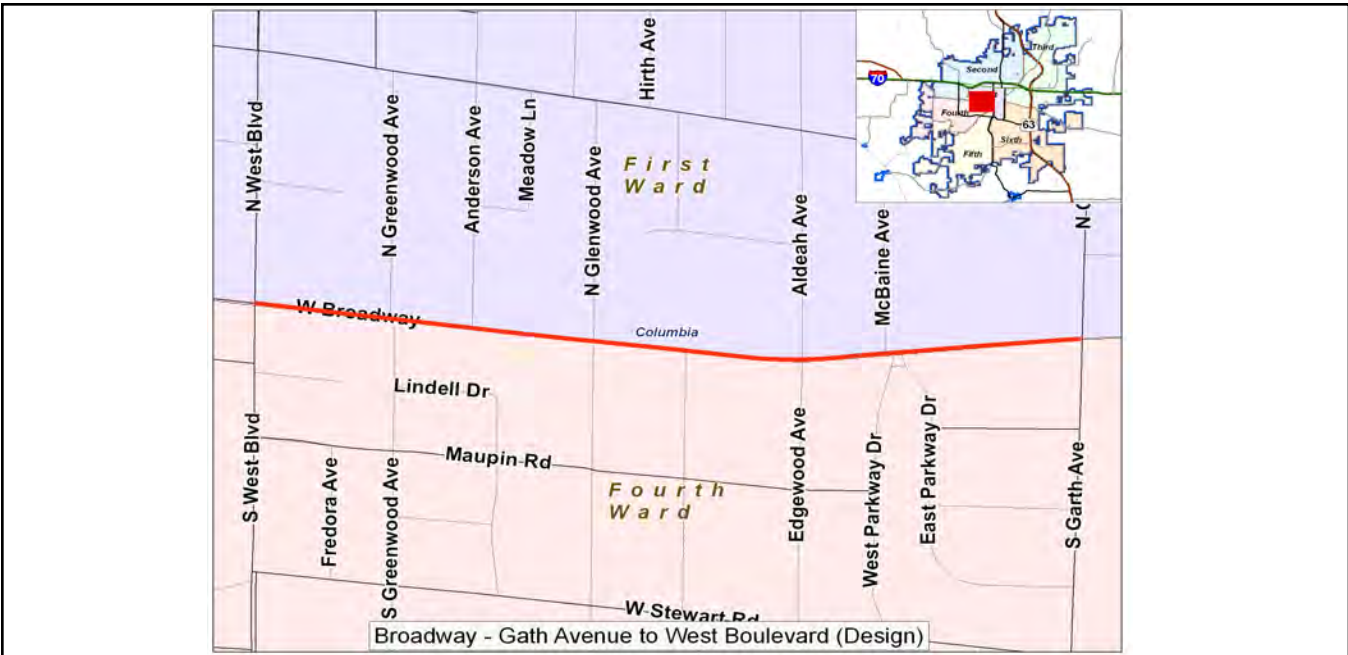 N West Blvd
N Greenwood Ave
Anderson Ave
Meadow Ln
N Glenwood Ave
Hirth Ave
First
Ward
Aldeah Ave
McBaine Ave
Second
Third
70
Fourth
63
Fifth
Sixth
W Broadway
Columbia
Lindell Dr
Maupin Rd
S West Blvd
Fredora Ave
S Greenwood Ave
Fourth
Ward
Edgewood Ave
West Parkway Dr
East Parkway Dr
S Garth Ave
W Stewart Rd
Broadway - Gath Avenue to West Boulevard (Design)